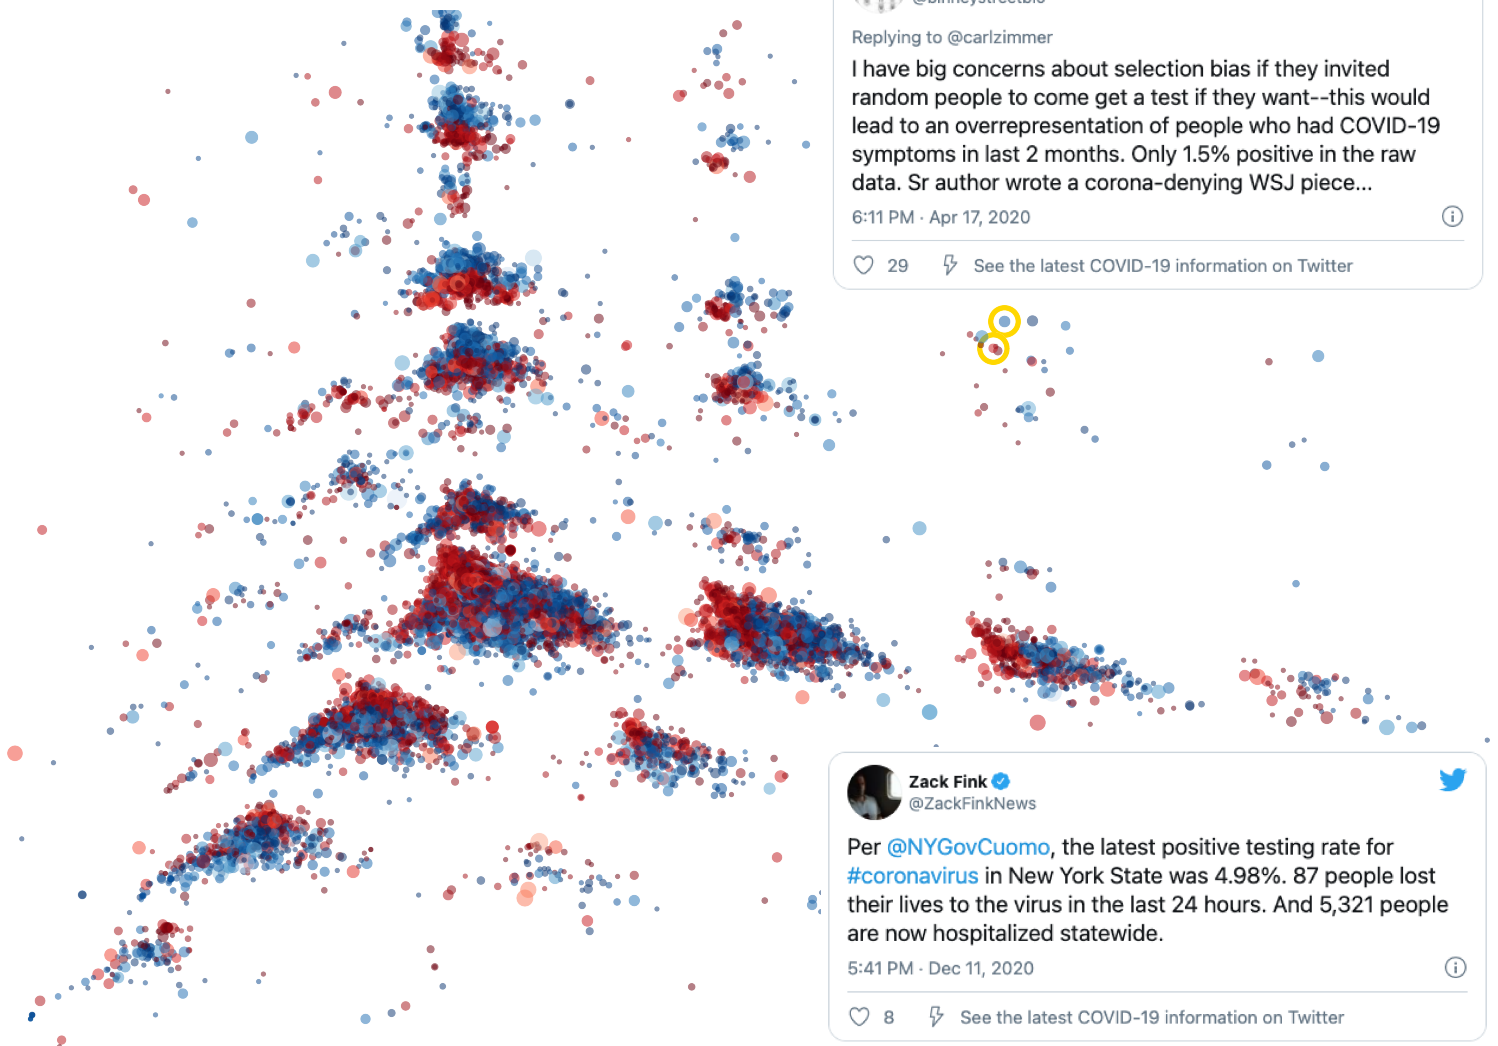 @binneystreetbio
Replying to @carlzimmer
I have big concerns about selection bias if they invited
random people to come get a test if they want--this would
lead to an overrepresentation of people who had COVID-19
symptoms in last 2 months. Only 1.5% positive in the raw
data. Sr author wrote a corona-denying WSJ piece...
6:11 PM · Apr 17, 2020
29 See the latest COVID-19 information on Twitter
Zack Fink
@ZackFinkNews
Per @NYGovCuomo, the latest positive testing rate for
#coronavirus in New York State was 4.98%. 87 people lost
their lives to the virus in the last 24 hours. And 5,321 people
are now hospitalized statewide.
5:41 PM · Dec 11, 2020
8 See the latest COVID-19 information on Twitter